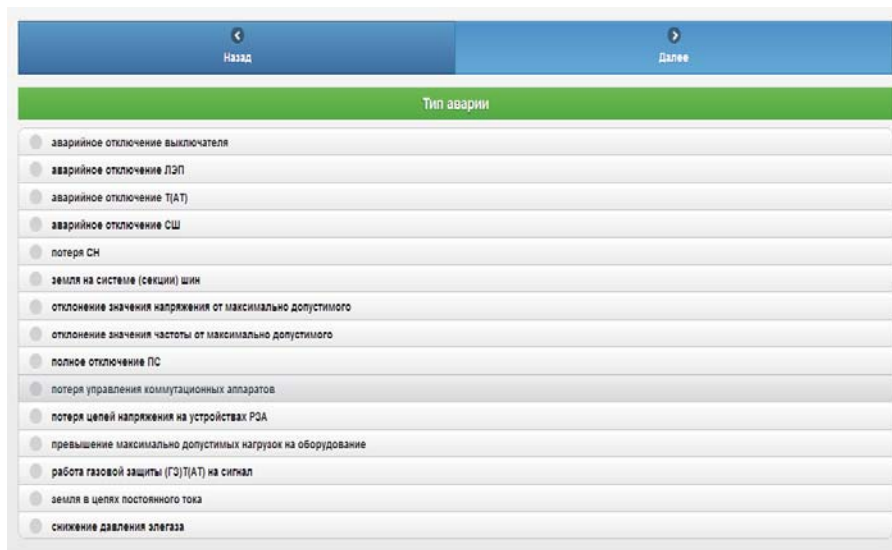 Назад
Далее
Тип аварии
аварийное отключение выключателя
аварийное отключение ЛЭП
аварийное отключение Т(АТ)
аварийное отключение СШ
потеря СН
земля на системе (секции) шин
отклонение значения напряжения от максимально допустимого
отклонение значения частоты от максимально допустимого
полное отключение ПС
потеря управления коммутационных аппаратов
потеря цепей напряжения на устройствах РЗА
превышение максимально допустимых нагрузок на оборудование
работа газовой защиты (ГЗ)Т(АТ) на сигнал
земля в цепях постоянного тока
снижение давления элегаза